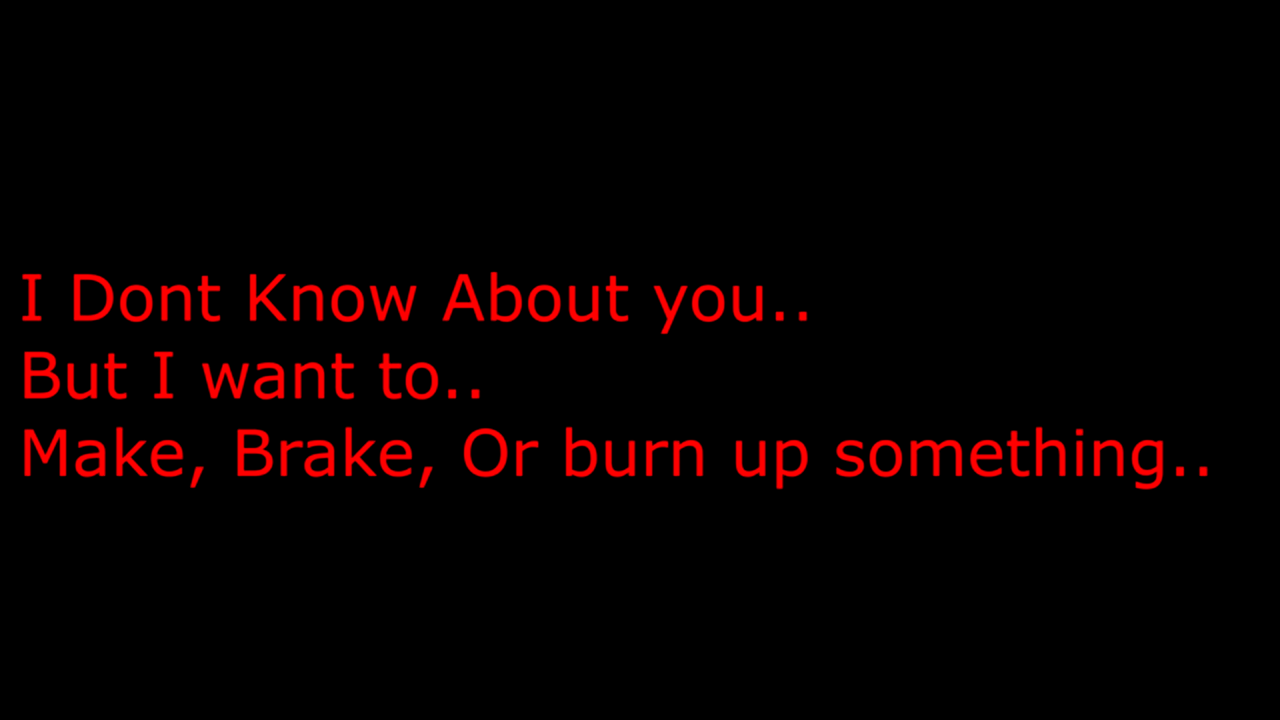 I Dont Know About you..
But I want to..
Make, Brake, Or burn up something..